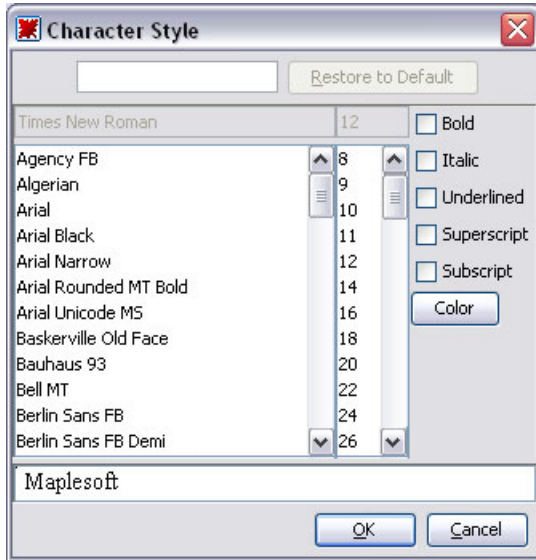 Character Style
Restore to Default
Times New Roman 12 Bold
Agency FB 8 Italic
Algerian 9 Underlined
Arial 10
Arial Black 11 Superscript
Arial Narrow 12 Subscript
Arial Rounded MT Bold 14
Arial Unicode MS 16 Color
Baskerville Old Face 18
Bauhaus 93 20
Bell MT 22
Berlin Sans FB 24
Berlin Sans FB Demi 26
Maplesoft
OK Cancel